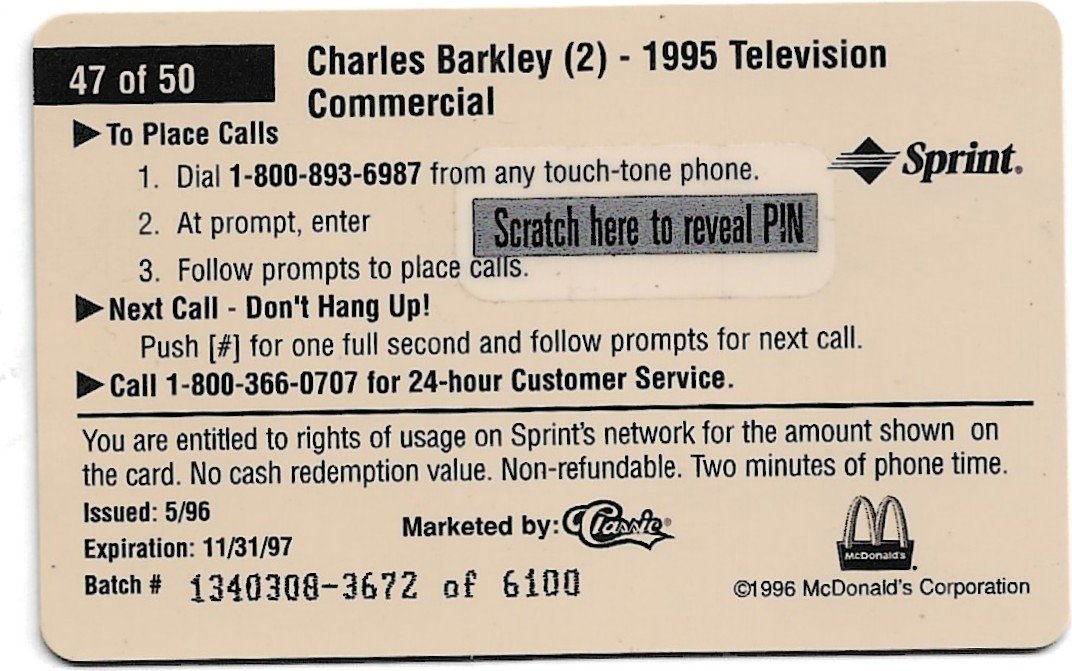 47 of 50
Charles Barkley (2) - 1995 Television
Commercial
▶ To Place Calls
1. Dial 1-800-893-6987 from any touch-tone phone.
Sprint®
2. At prompt, enter
Scratch here to reveal PIN
3. Follow prompts to place calls.
▶ Next Call - Don't Hang Up!
Push [#] for one full second and follow prompts for next call.
▶ Call 1-800-366-0707 for 24-hour Customer Service.
You are entitled to rights of usage on Sprint's network for the amount shown on
the card. No cash redemption value. Non-refundable. Two minutes of phone time.
Issued: 5/96
Marketed by: Classic®
Expiration: 11/31/97
McDonald's
Batch # 1340308-3672 of 6100
©1996 McDonald's Corporation